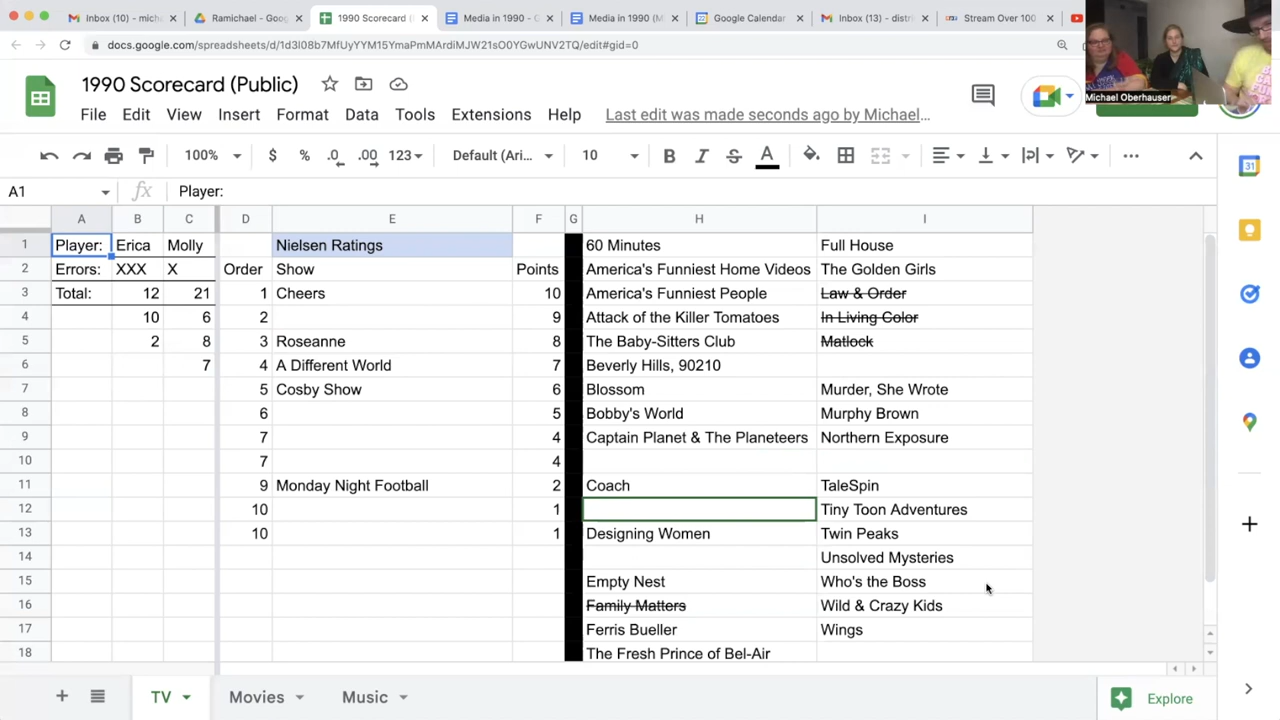 Inbox (10) - mich
Ramichael - Goo
1990 Scorecard (
Media in 1990 - G
Media in 1990 (M
Google Calendar
Inbox (13) - distri
Stream Over 100
docs.google.com/spreadsheets/d/1d3I08b7MfUyYYM15YmaPmMArdiMJW21sO0YGwUNV2TQ/edit#gid=0
Michael Oberhauser
1990 Scorecard (Public)
File Edit View Insert Format Data Tools Extensions Help Last edit was made seconds ago by Michael...
100% $ % .0 .00 123 Default (Ari... 10 B I S A
A1 fx Player:
A B C D E F G H I
1 Player: Erica Molly Nielsen Ratings 60 Minutes Full House
2 Errors: XXX X Order Show Points America's Funniest Home Videos The Golden Girls
3 Total: 12 21 1 Cheers 10 America's Funniest People Law & Order
4 10 6 2 9 Attack of the Killer Tomatoes In Living Color
5 2 8 3 Roseanne 8 The Baby-Sitters Club Matlock
6 7 4 A Different World 7 Beverly Hills, 90210
7 5 Cosby Show 6 Blossom Murder, She Wrote
8 6 5 Bobby's World Murphy Brown
9 7 4 Captain Planet & The Planeteers Northern Exposure
10 7 4
11 9 Monday Night Football 2 Coach TaleSpin
12 10 1 Tiny Toon Adventures
13 10 1 Designing Women Twin Peaks
14 Unsolved Mysteries
15 Empty Nest Who's the Boss
16 Family Matters Wild & Crazy Kids
17 Ferris Bueller Wings
18 The Fresh Prince of Bel-Air
TV Movies Music Explore
31